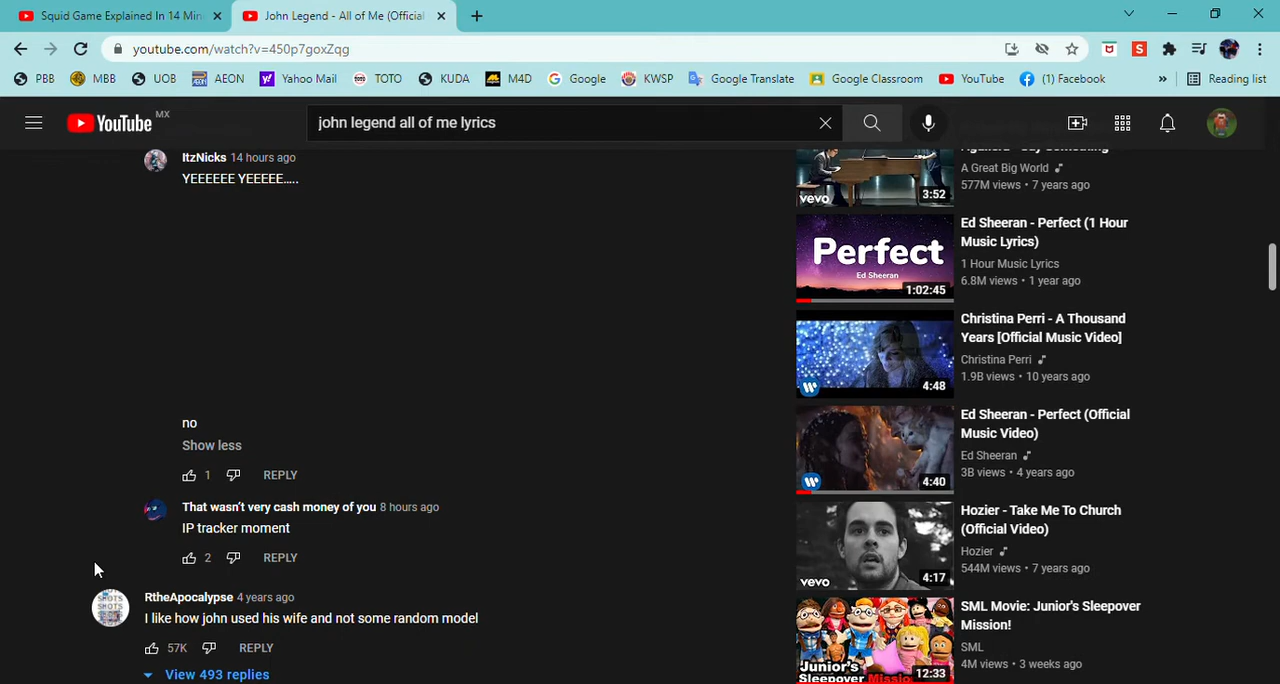 Squid Game Explained In 14 Min
John Legend - All of Me (Official
youtube.com/watch?v=450p7goxZqg
PBB
MBB
UOB
AEON
Yahoo Mail
TOTO
KUDA
M4D
Google
KWSP
Google Translate
Google Classroom
YouTube
(1) Facebook
»
Reading list
YouTube MX
john legend all of me lyrics
ItzNicks 14 hours ago
YEEEEEE YEEEEE.....
no
Show less
1 REPLY
That wasn't very cash money of you 8 hours ago
IP tracker moment
2 REPLY
RtheApocalypse 4 years ago
I like how john used his wife and not some random model
57K REPLY
View 493 replies
vevo
3:52
A Great Big World
577M views • 7 years ago
Perfect
Ed Sheeran
1:02:45
Ed Sheeran - Perfect (1 Hour
Music Lyrics)
1 Hour Music Lyrics
6.8M views • 1 year ago
4:48
Christina Perri - A Thousand
Years [Official Music Video]
Christina Perri
1.9B views • 10 years ago
4:40
Ed Sheeran - Perfect (Official
Music Video)
Ed Sheeran
3B views • 4 years ago
vevo
4:17
Hozier - Take Me To Church
(Official Video)
Hozier
544M views • 7 years ago
Junior's
Sleepover Mission
12:33
SML Movie: Junior's Sleepover
Mission!
SML
4M views • 3 weeks ago